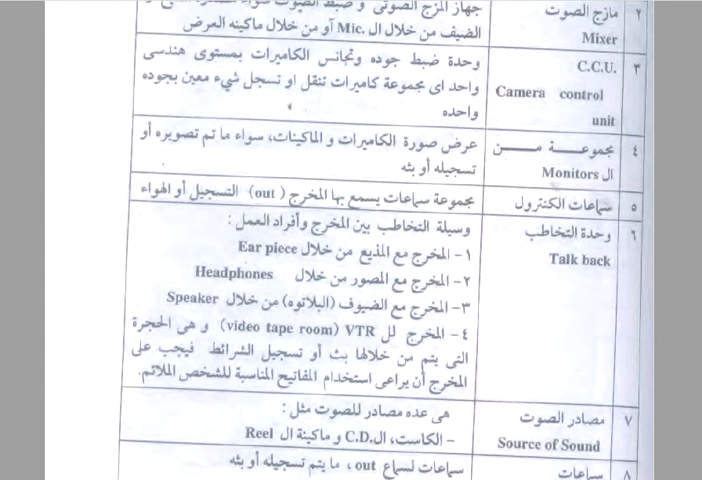 ٢ مازج الصوت جهاز المزج الصوتى و ضبط الصوت سواء
Mixer الضيف من خلال ال .Mic أو من خلال ماكينه العرض
٣ C.C.U. وحدة ضبط جوده وتجانس الكاميرات بمستوى هندسى
Camera control واحد اى مجموعة كاميرات تنقل او تسجل شيء معين بجوده
unit واحده
٤ مجموعـــة مـــن عرض صورة الكاميرات و الماكينات، سواء ما تم تصويره أو
ال Monitors تسجيله أو بثه
٥ سماعات الكنترول مجموعة سماعات يسمع بها المخرج ( out) التسجيل أو الهواء
٦ وحدة التخاطب وسيلة التخاطب بين المخرج وأفراد العمل :
Talk back ١- المخرج مع المذيع من خلال Ear piece
٢- المخرج مع المصور من خلال Headphones
٣- المخرج مع الضيوف (البلاتوه) من خلال Speaker
٤- المخرج لل VTR (video tape room) و هى الحجرة
التى يتم من خلالها بث أو تسجيل الشرائط فيجب على
المخرج أن يراعى استخدام المفاتيح المناسبة للشخص الملائم.
٧ مصادر الصوت هى عده مصادر للصوت مثل :
Source of Sound – الكاست، ال.C.D و ماكينة ال Reel
٨ سماعات سماعات لسماع out ، ما يتم تسجيله أو بثه